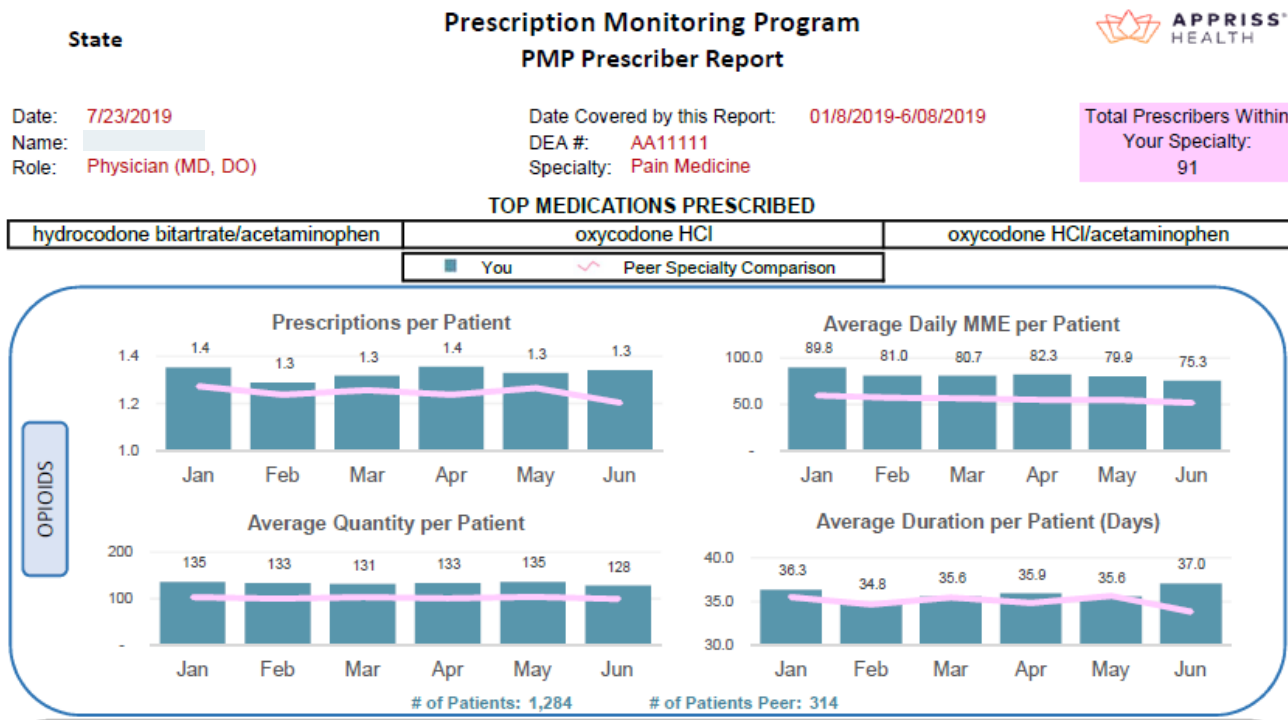 State
Prescription Monitoring Program
PMP Prescriber Report
APPRISS®
HEALTH
Date: 7/23/2019
Name:
Role: Physician (MD, DO)
Date Covered by this Report: 01/8/2019-6/08/2019
DEA #: AA11111
Specialty: Pain Medicine
Total Prescribers Within
Your Specialty:
91
TOP MEDICATIONS PRESCRIBED
hydrocodone bitartrate/acetaminophen oxycodone HCl oxycodone HCl/acetaminophen
You Peer Specialty Comparison
OPIOIDS
Prescriptions per Patient
1.4 1.3 1.3 1.4 1.3 1.3
1.4
1.2
1.0
Jan Feb Mar Apr May Jun
Average Daily MME per Patient
89.8 81.0 80.7 82.3 79.9 75.3
100.0
50.0
-
Jan Feb Mar Apr May Jun
Average Quantity per Patient
135 133 131 133 135 128
200
100
-
Jan Feb Mar Apr May Jun
Average Duration per Patient (Days)
36.3 34.8 35.6 35.9 35.6 37.0
40.0
35.0
30.0
Jan Feb Mar Apr May Jun
# of Patients: 1,284 # of Patients Peer: 314